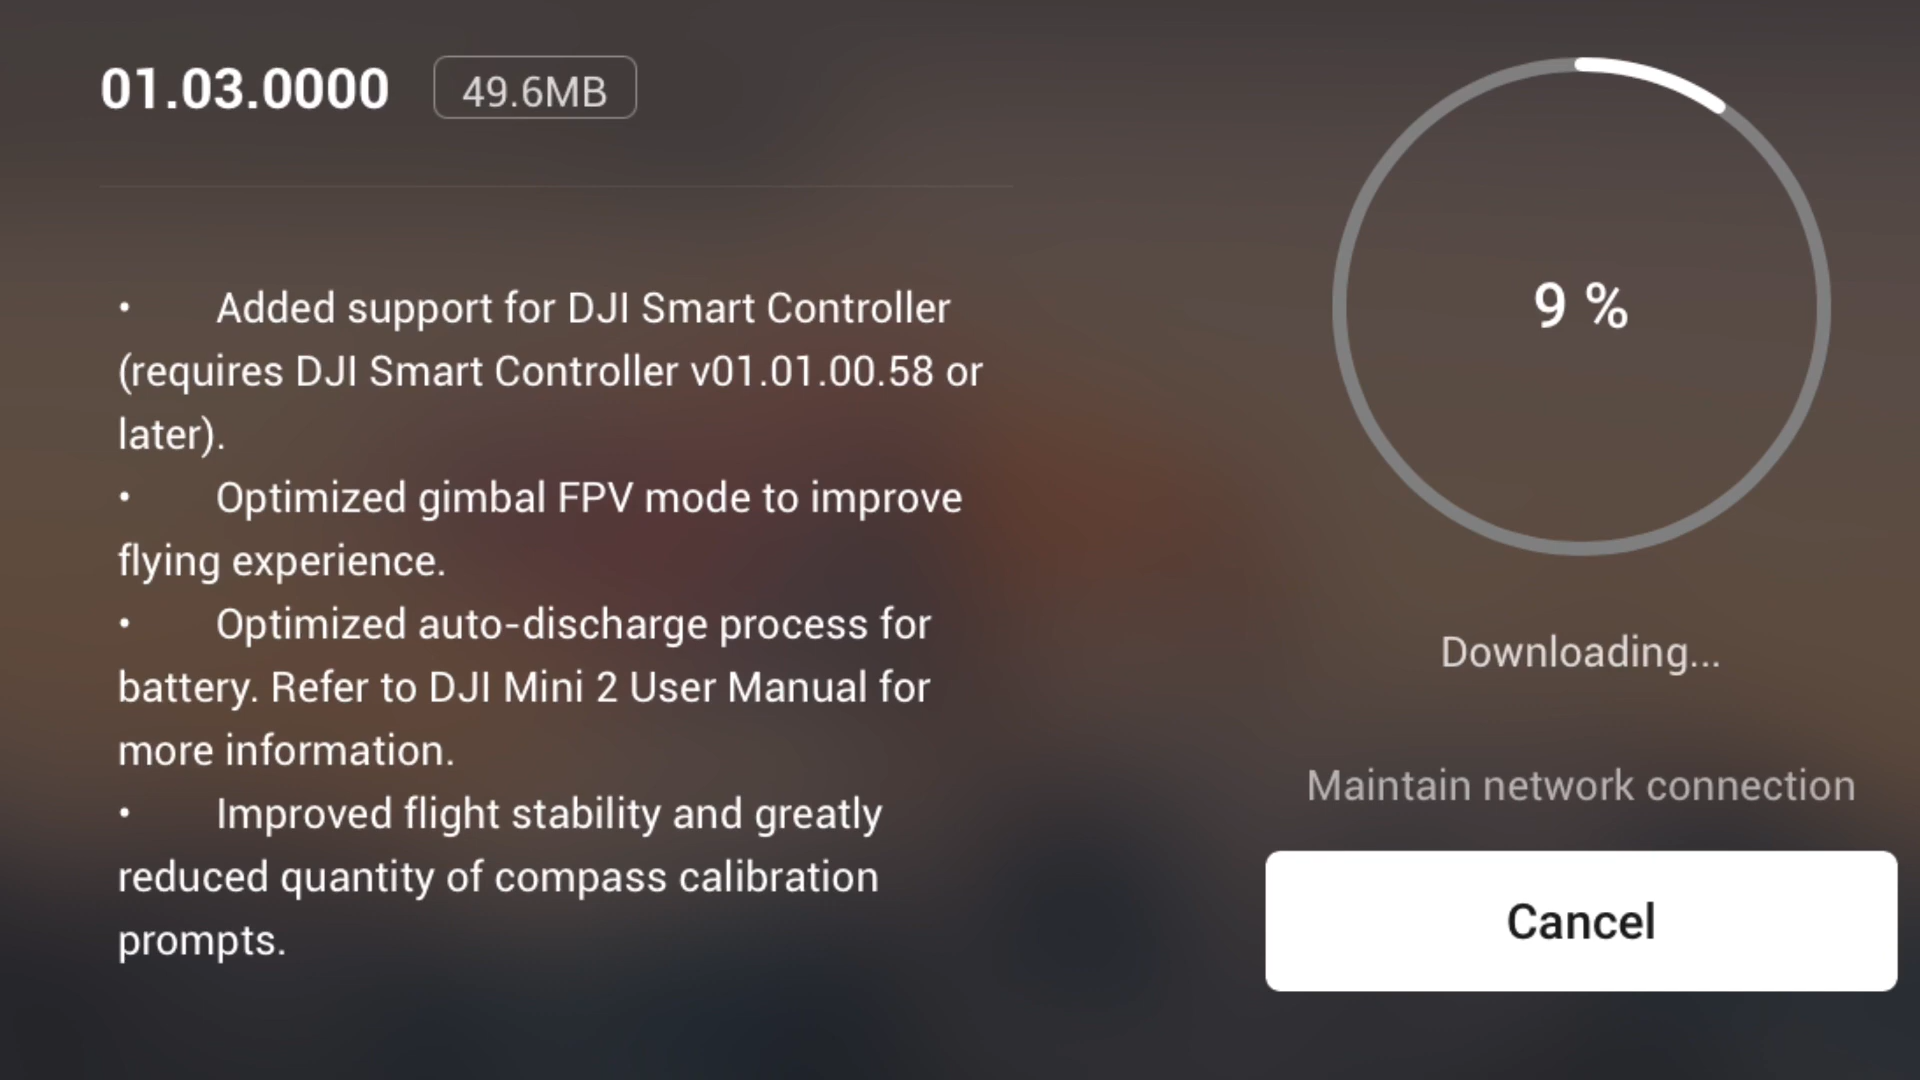 01.03.0000 49.6MB
• Added support for DJI Smart Controller
(requires DJI Smart Controller v01.01.00.58 or
later).
• Optimized gimbal FPV mode to improve
flying experience.
• Optimized auto-discharge process for
battery. Refer to DJI Mini 2 User Manual for
more information.
• Improved flight stability and greatly
reduced quantity of compass calibration
prompts.
9 %
Downloading...
Maintain network connection
Cancel